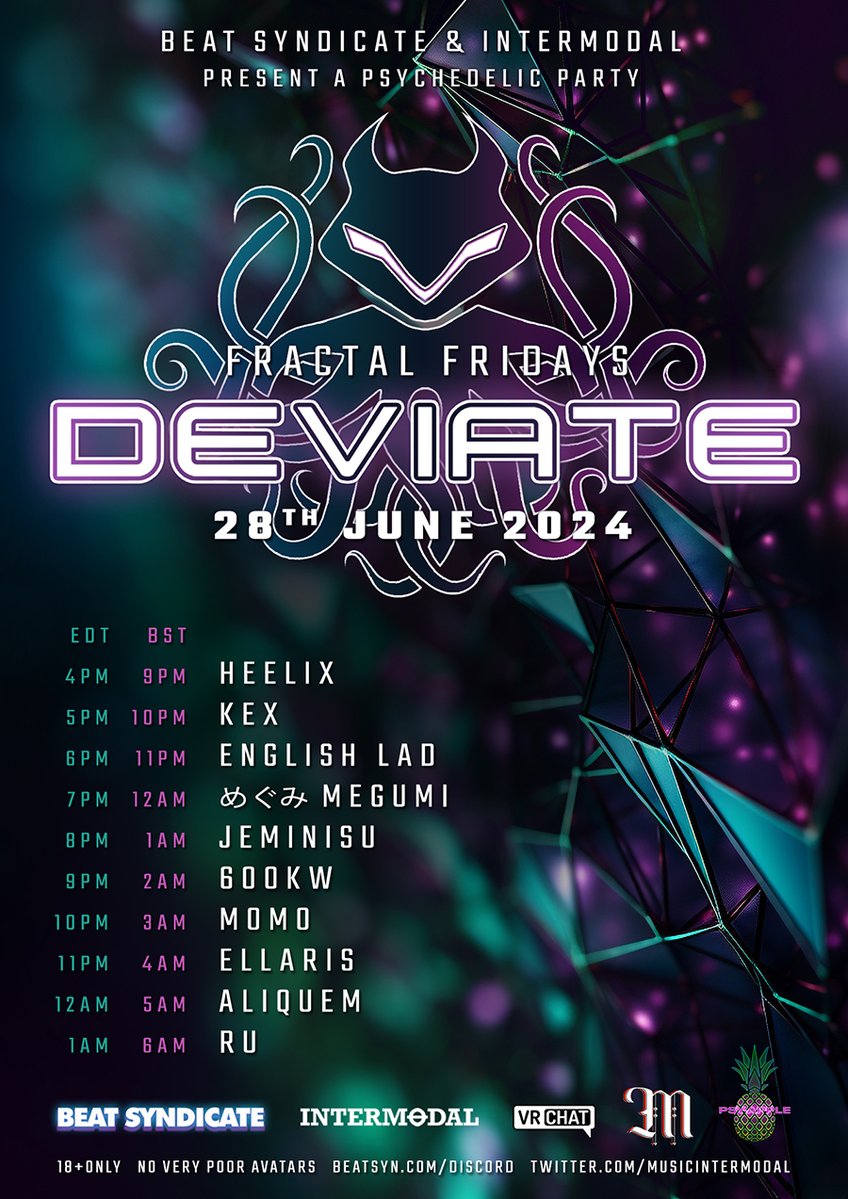 BEAT SYNDICATE & INTERMODAL
PRESENT A PSYCHEDELIC PARTY
FRACTAL FRIDAYS
DEVIATE
28TH JUNE 2024
EDT BST
4PM 9PM HEELIX
5PM 10PM KEX
6PM 11PM ENGLISH LAD
7PM 12AM めぐみ MEGUMI
8PM 1AM JEMINISU
9PM 2AM 600KW
10PM 3AM MOMO
11PM 4AM ELLARIS
12AM 5AM ALIQUEM
1AM 6AM RU
BEAT SYNDICATE INTERMODAL VRCHAT M
18+ONLY NO VERY POOR AVATARS BEATSYN.COM/DISCORD TWITTER.COM/MUSICINTERMODAL